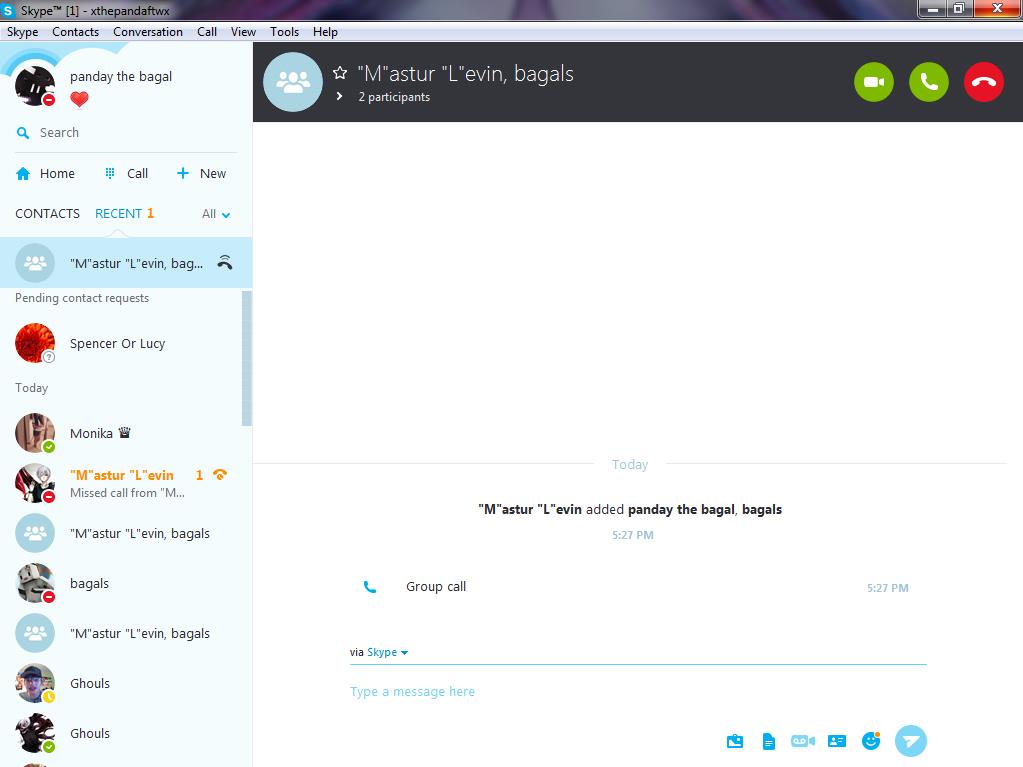 Skype™ [1] - xthepandaftwx
Skype Contacts Conversation Call View Tools Help
panday the bagal
Search
Home Call New
CONTACTS RECENT 1 All
"M"astur "L"evin, bag...
Pending contact requests
Spencer Or Lucy
Today
Monika
"M"astur "L"evin 1
Missed call from "M...
"M"astur "L"evin, bagals
bagals
"M"astur "L"evin, bagals
Ghouls
Ghouls
"M"astur "L"evin, bagals
2 participants
Today
"M"astur "L"evin added panday the bagal, bagals
5:27 PM
Group call 5:27 PM
via Skype
Type a message here